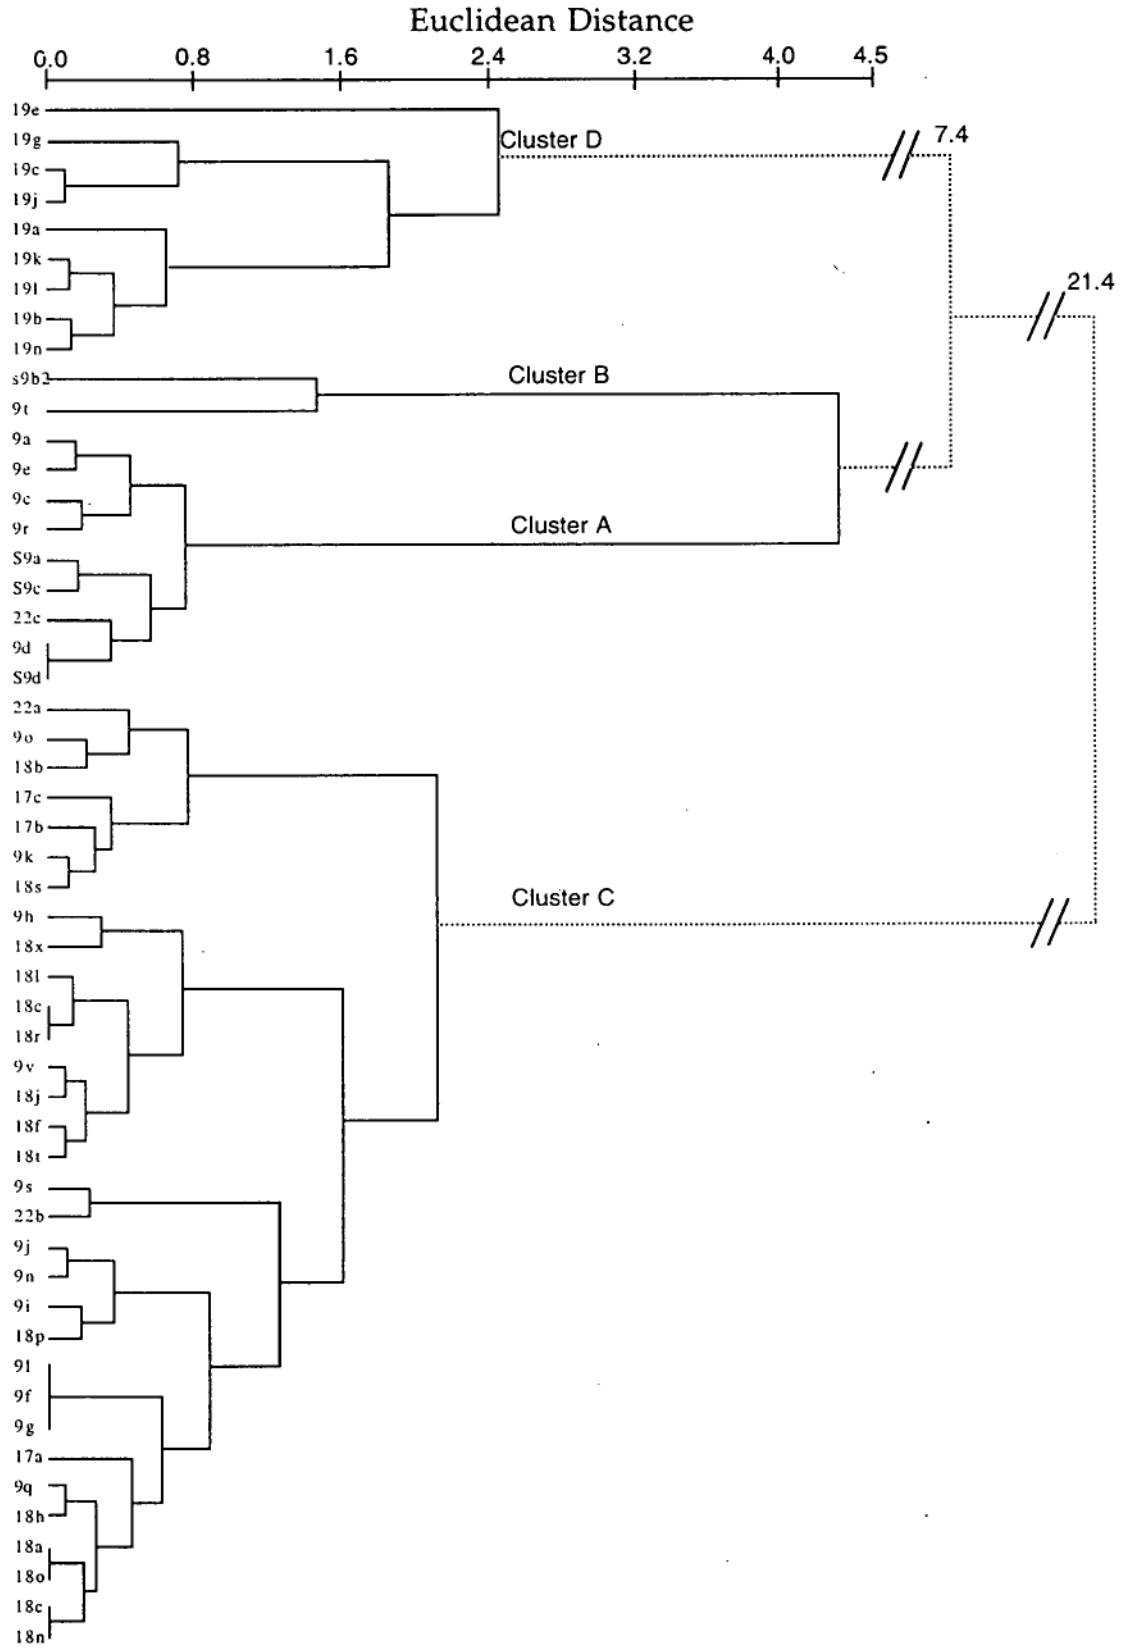 Euclidean Distance
0.0 0.8 1.6 2.4 3.2 4.0 4.5
19e
Cluster D
7.4
19g
19c
19j
19a
19k
21.4
19l
19b
19n
s9b2
Cluster B
9t
9a
9e
9c
9r
Cluster A
S9a
S9c
22c
9d
S9d
22a
9o
18b
17c
17b
9k
18s
Cluster C
9h
18x
18l
18c
18r
9v
18j
18f
18t
9s
22b
9j
9n
9i
18p
9l
9f
9g
17a
9q
18h
18a
18o
18c
18n